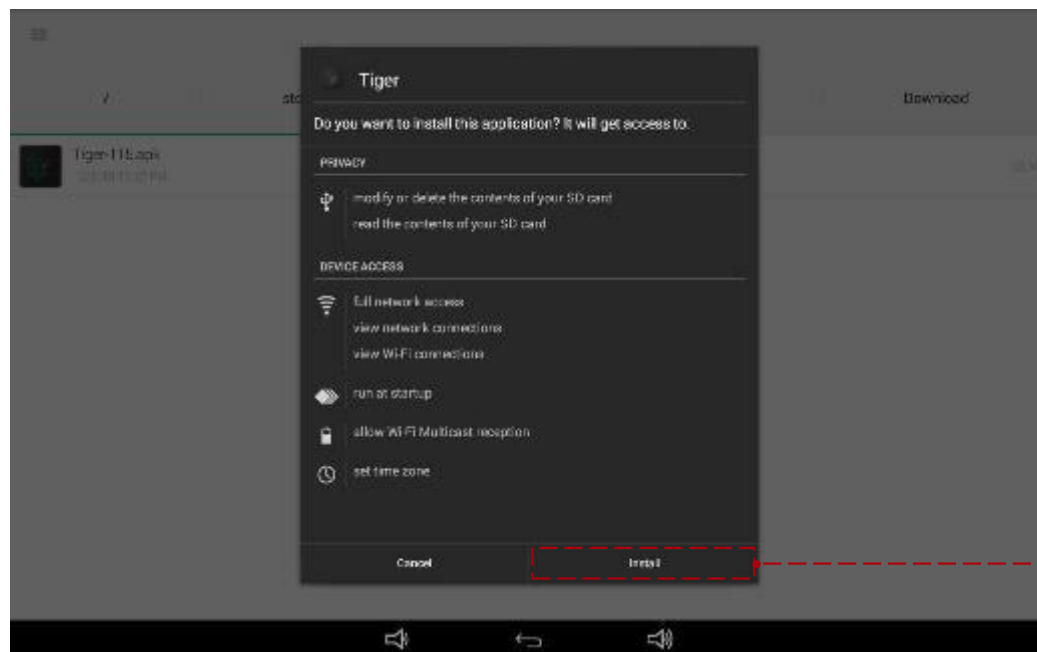 /
sto
Download
Tiger-115.apk
Tiger
Do you want to install this application? It will get access to:
PRIVACY
modify or delete the contents of your SD card
read the contents of your SD card
DEVICE ACCESS
full network access
view network connections
view Wi-Fi connections
run at startup
allow Wi-Fi Multicast reception
set time zone
Cancel
Install